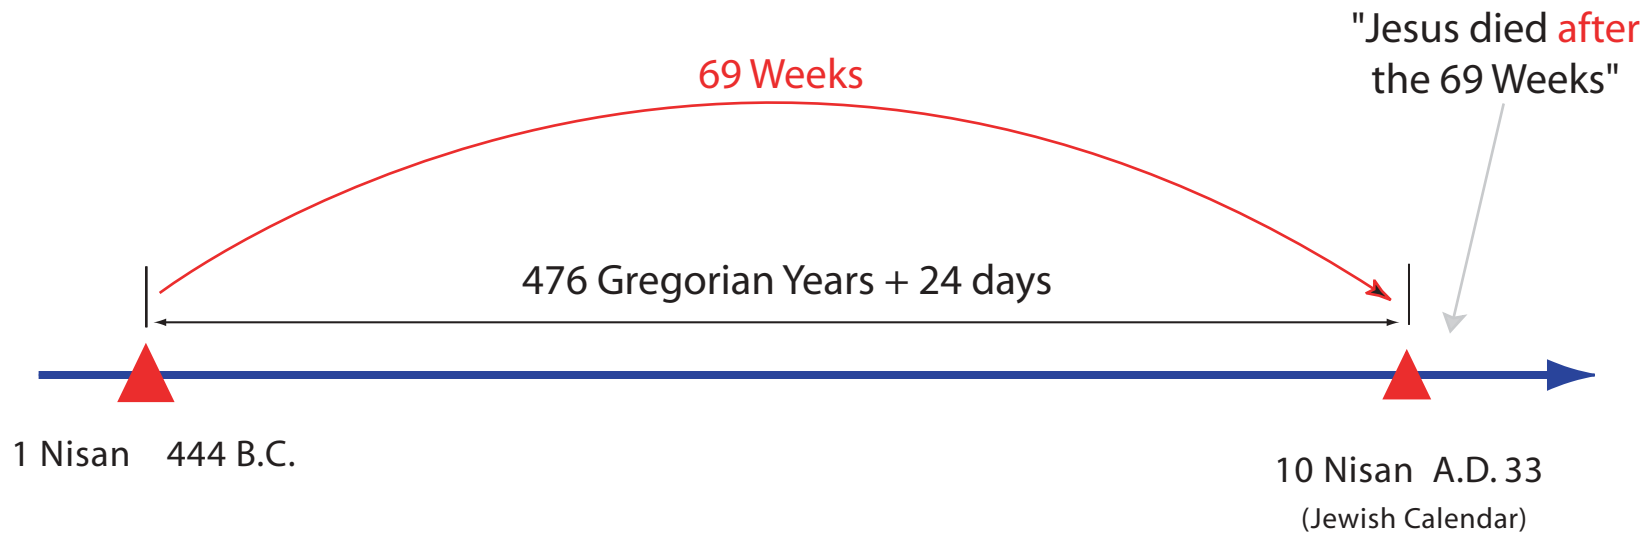 "Jesus died after
the 69 Weeks"
69 Weeks
476 Gregorian Years + 24 days
1 Nisan 444 B.C.
10 Nisan A.D. 33
(Jewish Calendar)